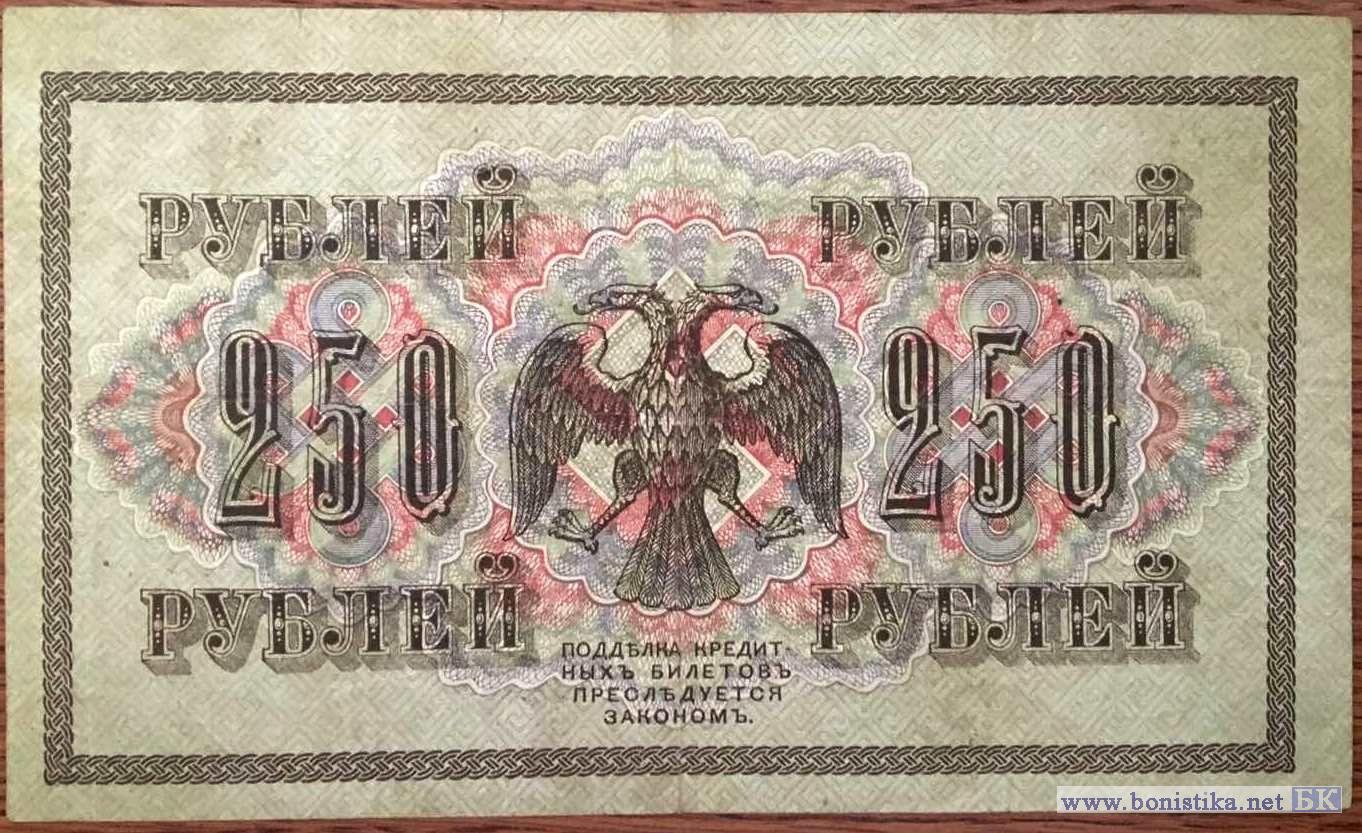 РУБЛЕЙ РУБЛЕЙ
250 250
РУБЛЕЙ РУБЛЕЙ
ПОДДѢЛКА КРЕДИТ-
НЫХЪ БИЛЕТОВЪ
ПРЕСЛѢДУЕТСЯ
ЗАКОНОМЪ.
www.bonistika.net БК